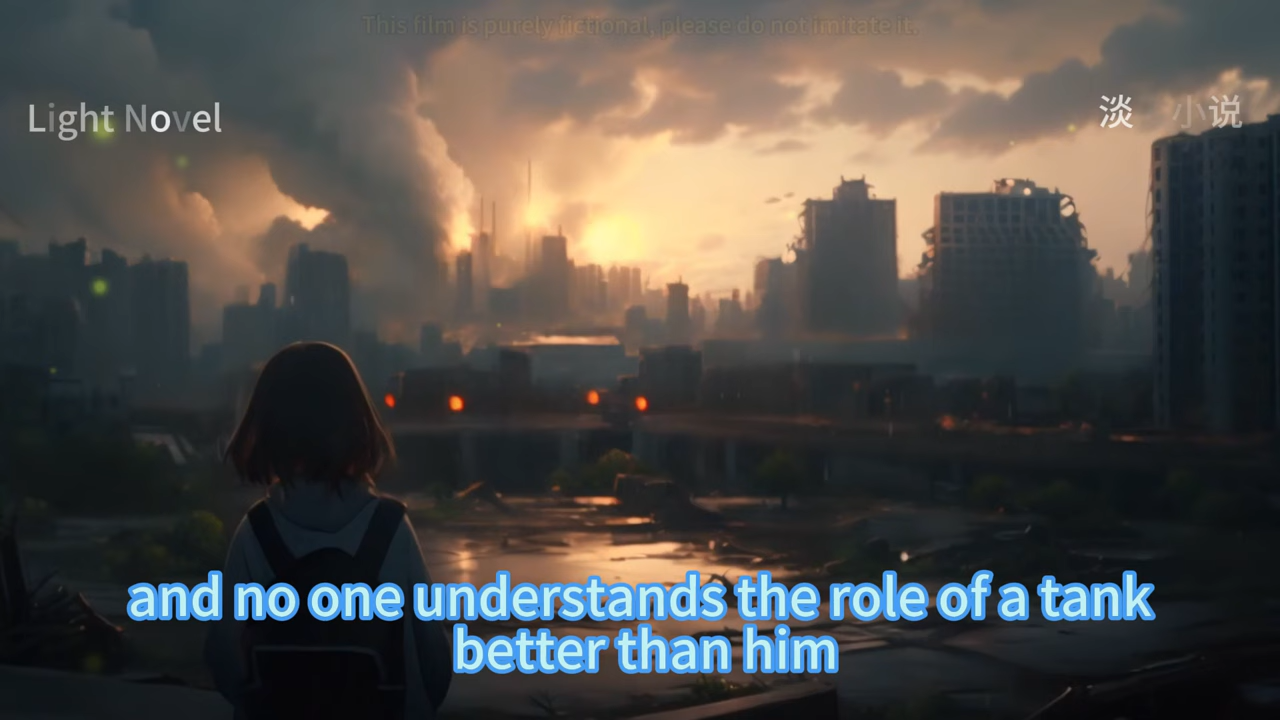 This film is purely fictional, please do not imitate it.
Light Novel
淡 小说
and no one understands the role of a tank
better than him